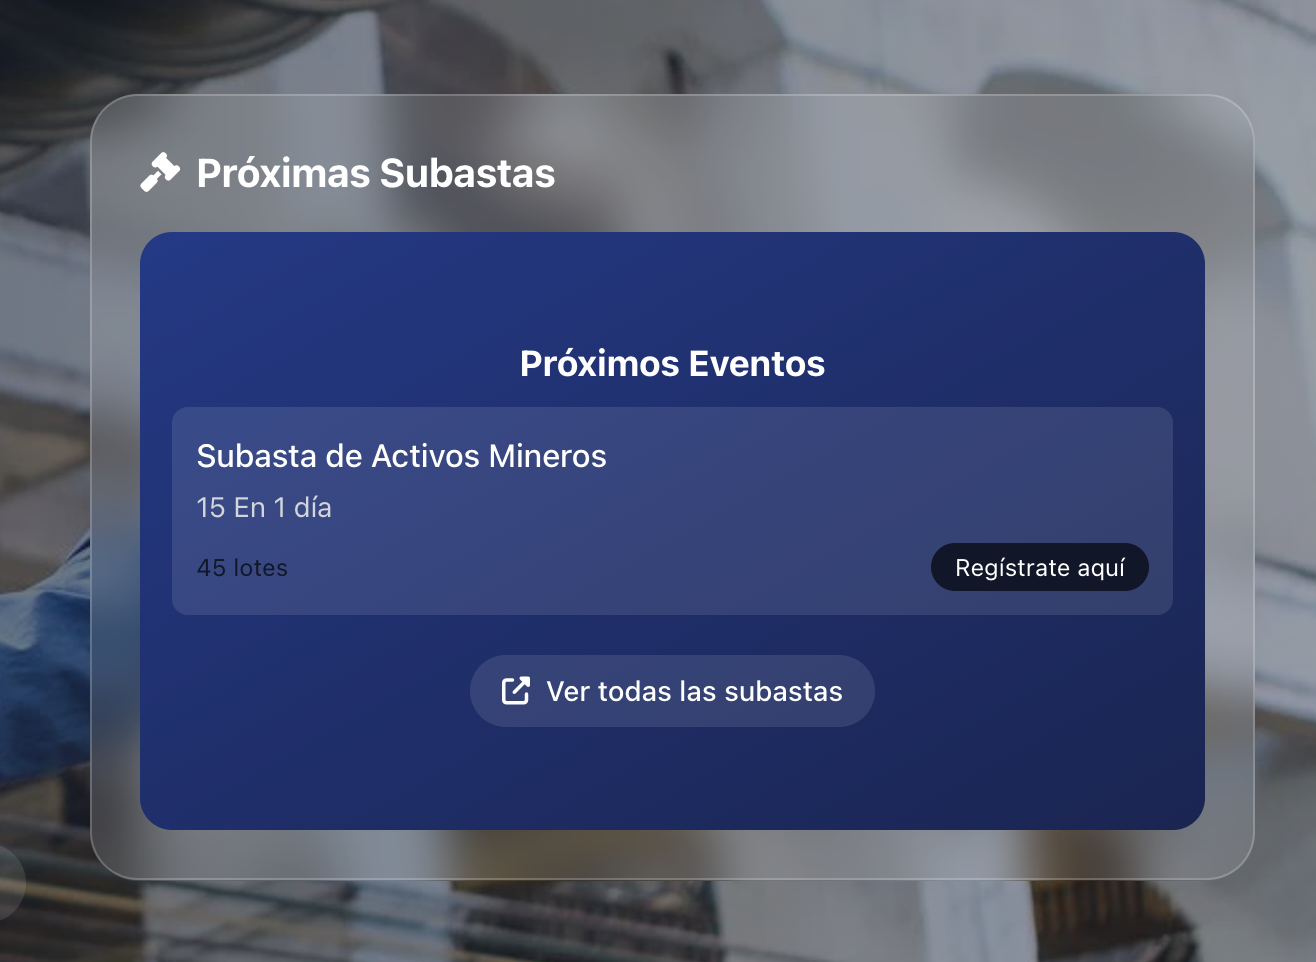 Próximas Subastas
Próximos Eventos
Subasta de Activos Mineros
15 En 1 día
45 lotes
Regístrate aquí
Ver todas las subastas